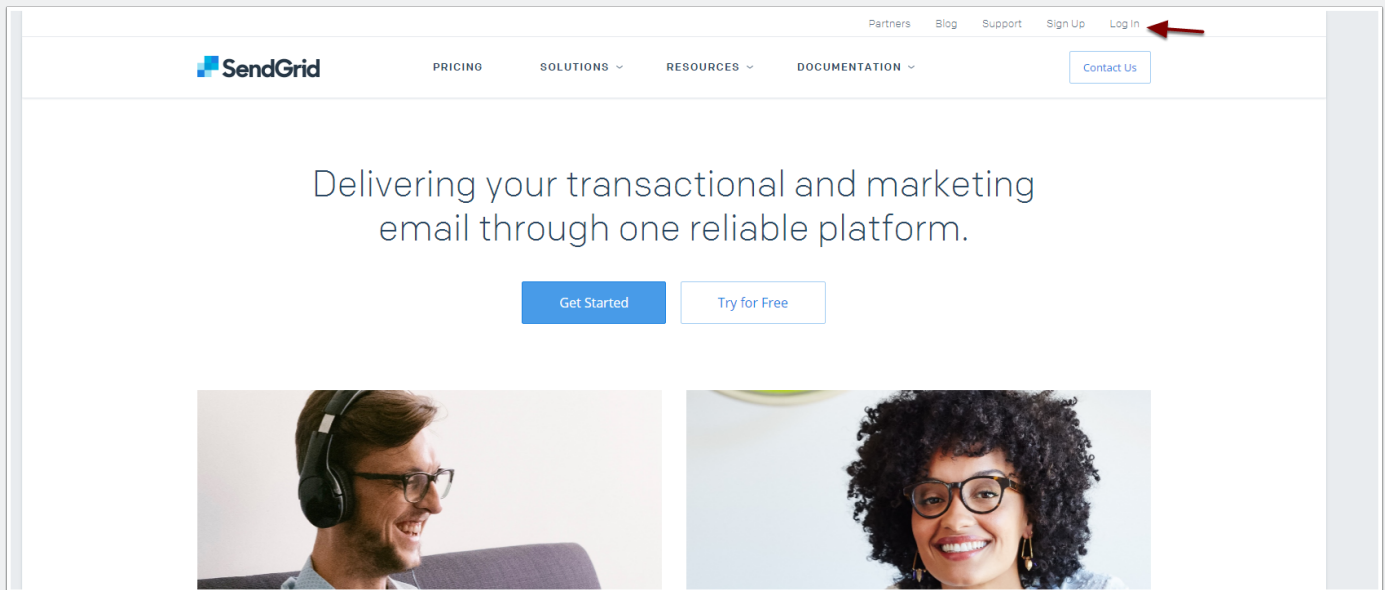 Partners Blog Support Sign Up Log In
SendGrid PRICING SOLUTIONS RESOURCES DOCUMENTATION Contact Us
Delivering your transactional and marketing
email through one reliable platform.
Get Started Try for Free